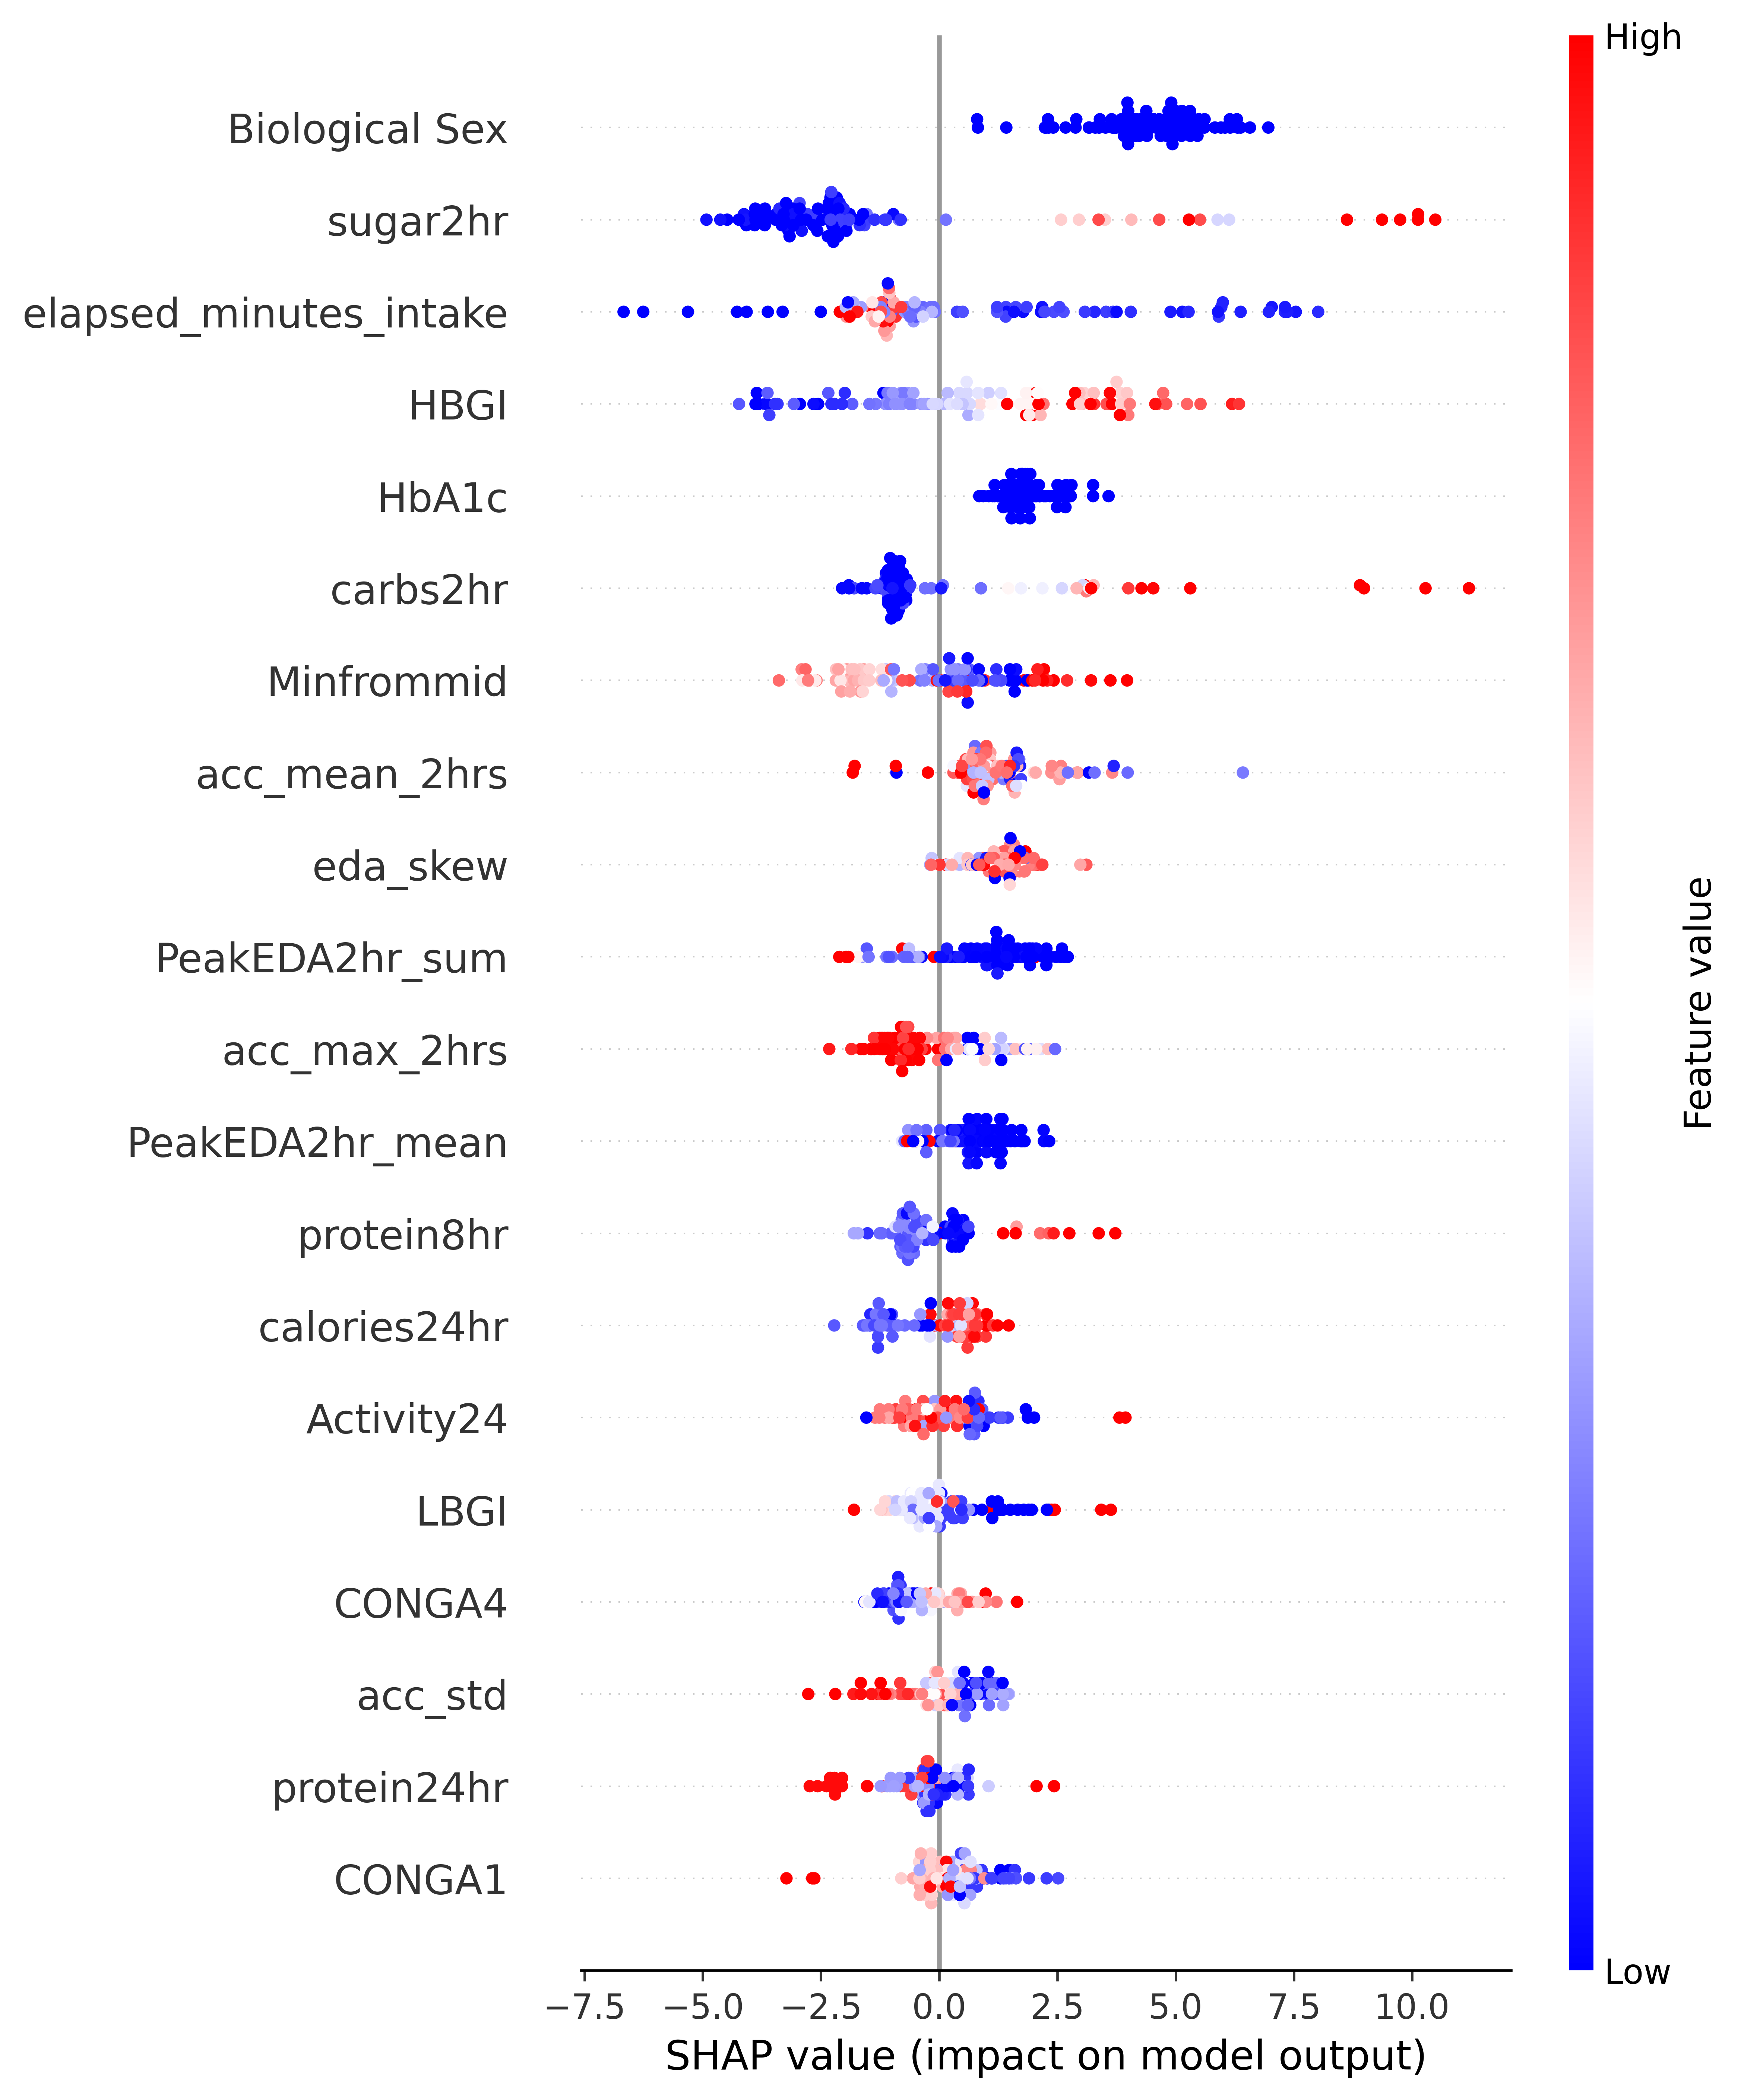 High
Biological Sex
sugar2hr
elapsed_minutes_intake
HBGI
HbA1c
carbs2hr
Minfrommid
acc_mean_2hrs
eda_skew
PeakEDA2hr_sum
acc_max_2hrs
PeakEDA2hr_mean
protein8hr
calories24hr
Activity24
LBGI
CONGA4
acc_std
protein24hr
CONGA1
Feature value
Low
−7.5 −5.0 −2.5 0.0 2.5 5.0 7.5 10.0
SHAP value (impact on model output)